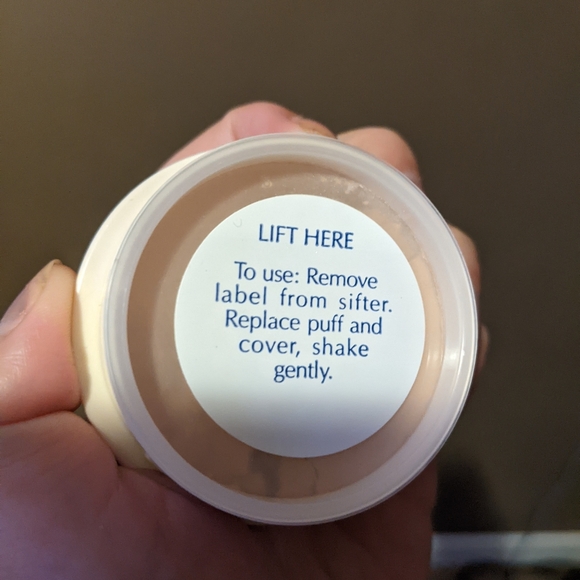 LIFT HERE
To use: Remove
label from sifter.
Replace puff and
cover, shake
gently.